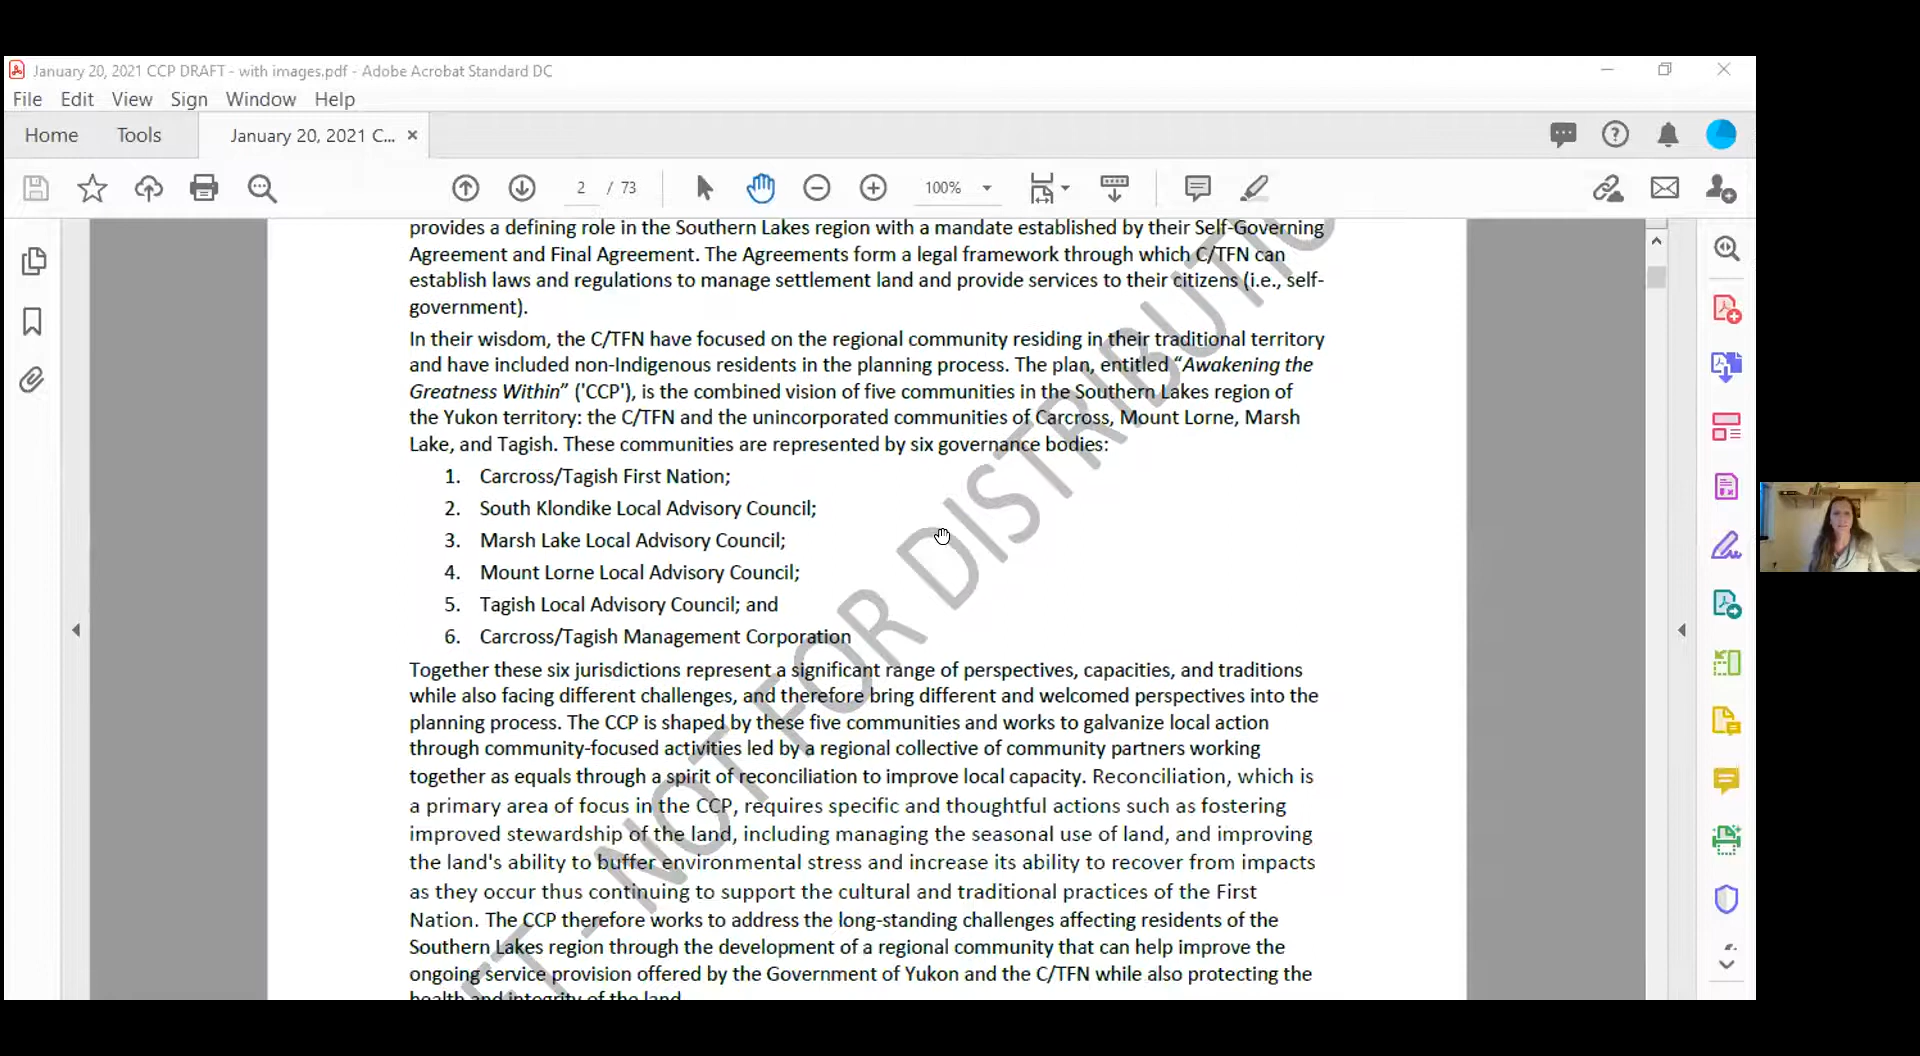 January 20, 2021 CCP DRAFT - with images.pdf - Adobe Acrobat Standard DC
File Edit View Sign Window Help
Home Tools January 20, 2021 C... ×
2 / 73 100%
provides a defining role in the Southern Lakes region with a mandate established by their Self-Governing
Agreement and Final Agreement. The Agreements form a legal framework through which C/TFN can
establish laws and regulations to manage settlement land and provide services to their citizens (i.e., self-
government).
In their wisdom, the C/TFN have focused on the regional community residing in their traditional territory
and have included non-Indigenous residents in the planning process. The plan, entitled “Awakening the
Greatness Within” ('CCP'), is the combined vision of five communities in the Southern Lakes region of
the Yukon territory: the C/TFN and the unincorporated communities of Carcross, Mount Lorne, Marsh
Lake, and Tagish. These communities are represented by six governance bodies:
1. Carcross/Tagish First Nation;
2. South Klondike Local Advisory Council;
3. Marsh Lake Local Advisory Council;
4. Mount Lorne Local Advisory Council;
5. Tagish Local Advisory Council; and
6. Carcross/Tagish Management Corporation
Together these six jurisdictions represent a significant range of perspectives, capacities, and traditions
while also facing different challenges, and therefore bring different and welcomed perspectives into the
planning process. The CCP is shaped by these five communities and works to galvanize local action
through community-focused activities led by a regional collective of community partners working
together as equals through a spirit of reconciliation to improve local capacity. Reconciliation, which is
a primary area of focus in the CCP, requires specific and thoughtful actions such as fostering
improved stewardship of the land, including managing the seasonal use of land, and improving
the land's ability to buffer environmental stress and increase its ability to recover from impacts
as they occur thus continuing to support the cultural and traditional practices of the First
Nation. The CCP therefore works to address the long-standing challenges affecting residents of the
Southern Lakes region through the development of a regional community that can help improve the
ongoing service provision offered by the Government of Yukon and the C/TFN while also protecting the
health and integrity of the land.
NOT FOR DISTRIBUTIO